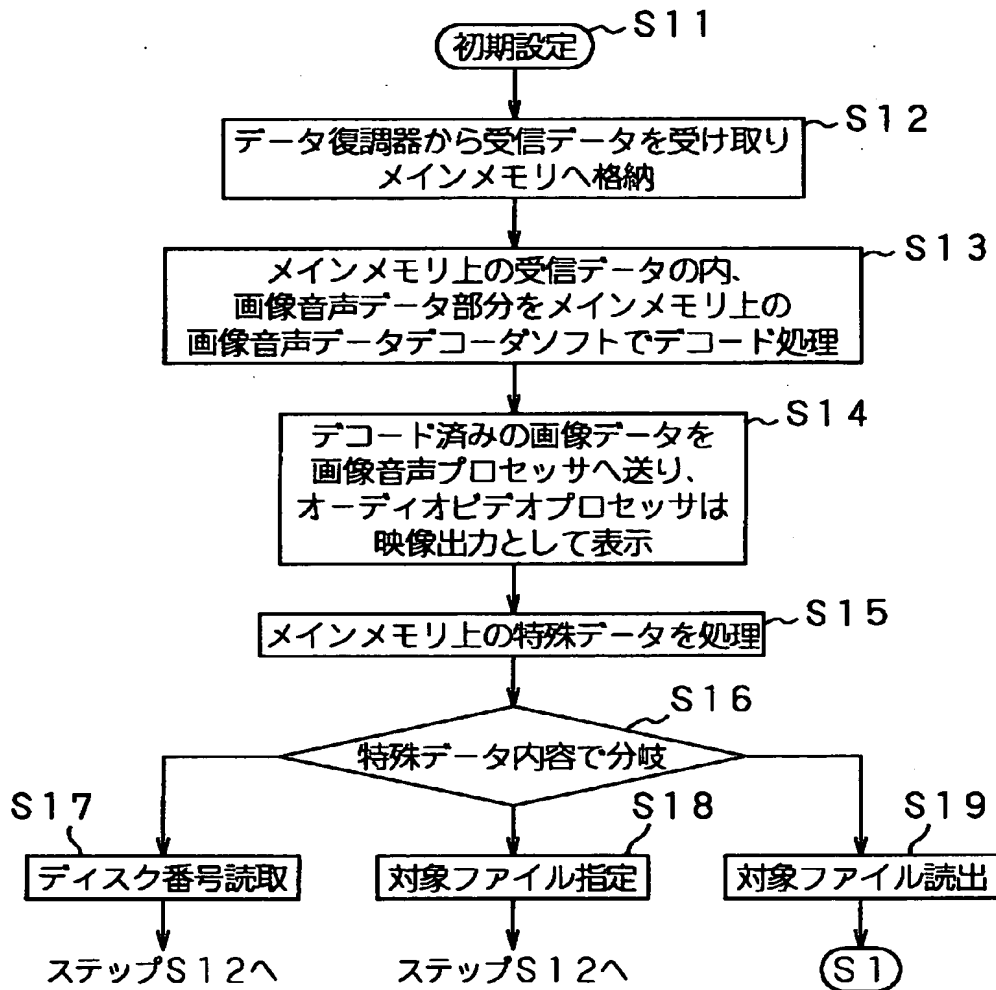 初期設定
S11
S12
データ復調器から受信データを受け取り
メインメモリへ格納
S13
メインメモリ上の受信データの内、
画像音声データ部分をメインメモリ上の
画像音声データデコーダソフトでデコード処理
S14
デコード済みの画像データを
画像音声プロセッサへ送り、
オーディオビデオプロセッサは
映像出力として表示
S15
メインメモリ上の特殊データを処理
S16
特殊データ内容で分岐
S17
S18
S19
ディスク番号読取
対象ファイル指定
対象ファイル読出
ステップS12へ
ステップS12へ
S1